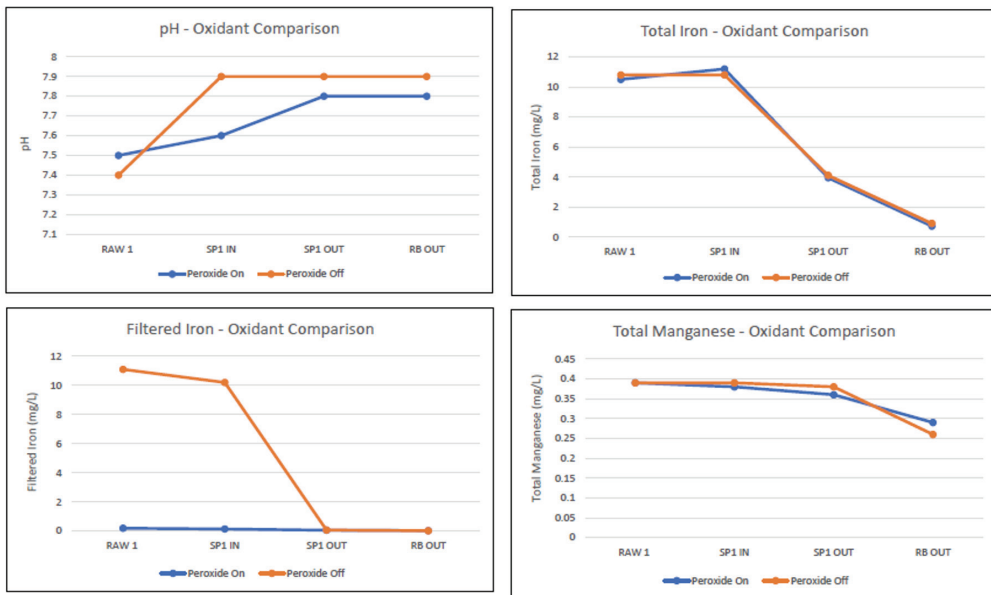 pH - Oxidant Comparison
8
7.9
7.8
7.7
7.6
7.5
7.4
7.3
7.2
7.1
pH
RAW 1 SP1 IN SP1 OUT RB OUT
Peroxide On Peroxide Off
Total Iron - Oxidant Comparison
12
10
8
6
4
2
0
Total Iron (mg/L)
RAW 1 SP1 IN SP1 OUT RB OUT
Peroxide On Peroxide Off
Filtered Iron - Oxidant Comparison
12
10
8
6
4
2
0
Filtered Iron (mg/L)
RAW 1 SP1 IN SP1 OUT RB OUT
Peroxide On Peroxide Off
Total Manganese - Oxidant Comparison
0.45
0.4
0.35
0.3
0.25
0.2
0.15
0.1
0.05
0
Total Manganese (mg/L)
RAW 1 SP1 IN SP1 OUT RB OUT
Peroxide On Peroxide Off